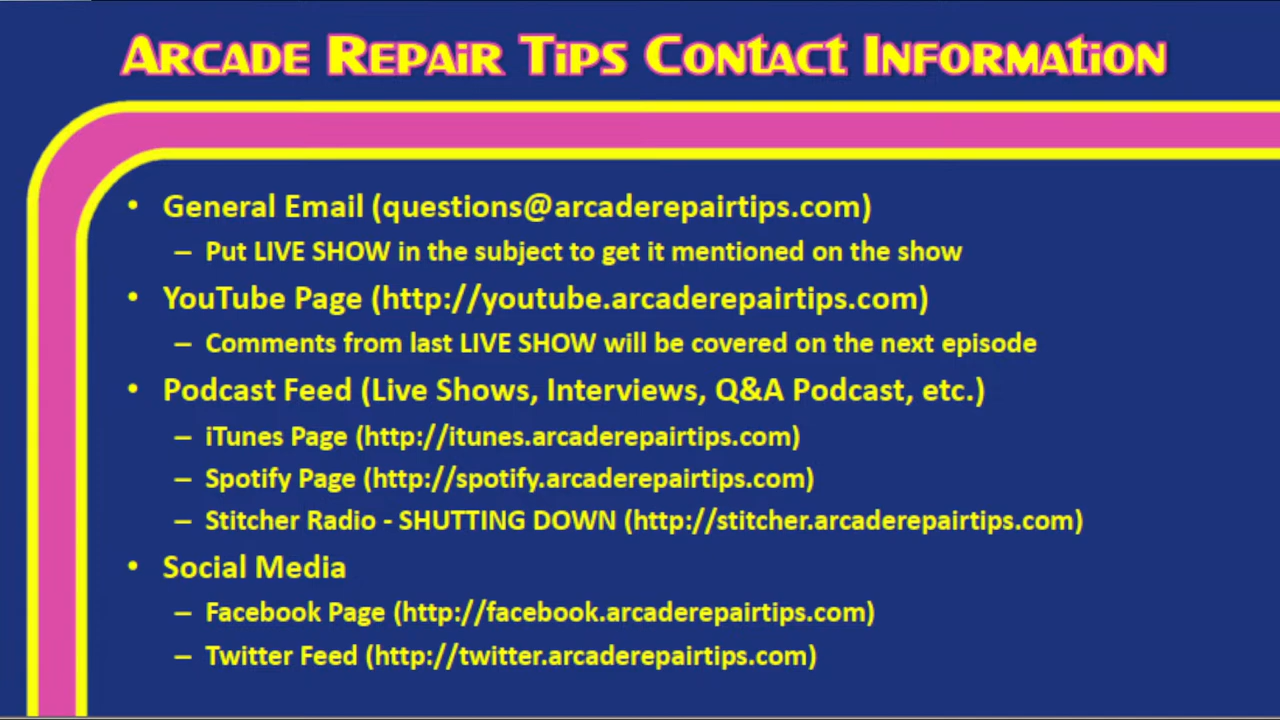 Arcade Repair Tips Contact Information
• General Email (questions@arcaderepairtips.com)
– Put LIVE SHOW in the subject to get it mentioned on the show
• YouTube Page (http://youtube.arcaderepairtips.com)
– Comments from last LIVE SHOW will be covered on the next episode
• Podcast Feed (Live Shows, Interviews, Q&A Podcast, etc.)
– iTunes Page (http://itunes.arcaderepairtips.com)
– Spotify Page (http://spotify.arcaderepairtips.com)
– Stitcher Radio - SHUTTING DOWN (http://stitcher.arcaderepairtips.com)
• Social Media
– Facebook Page (http://facebook.arcaderepairtips.com)
– Twitter Feed (http://twitter.arcaderepairtips.com)